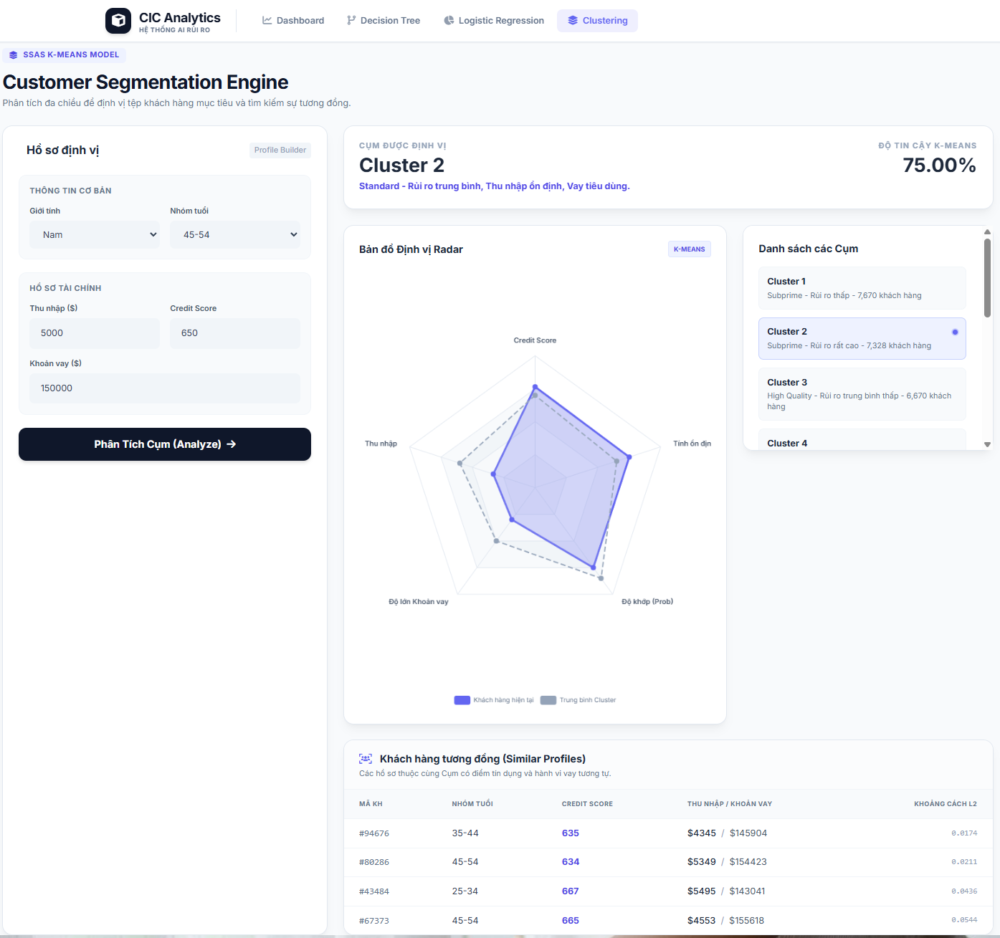 CIC Analytics
HỆ THỐNG AI RỦI RO
Dashboard
Decision Tree
Logistic Regression
Clustering
SSAS K-MEANS MODEL
Customer Segmentation Engine
Phân tích đa chiều để định vị tệp khách hàng mục tiêu và tìm kiếm sự tương đồng.
Hồ sơ định vị
Profile Builder
THÔNG TIN CƠ BẢN
Giới tính
Nhóm tuổi
Nam
45-54
HỒ SƠ TÀI CHÍNH
Thu nhập ($)
Credit Score
5000
650
Khoản vay ($)
150000
Phân Tích Cụm (Analyze) →
CỤM ĐƯỢC ĐỊNH VỊ
Cluster 2
Standard - Rủi ro trung bình, Thu nhập ổn định, Vay tiêu dùng.
ĐỘ TIN CẬY K-MEANS
75.00%
Bản đồ Định vị Radar
K-MEANS
Credit Score
Thu nhập
Tính ổn địn
Độ lớn Khoản vay
Độ khớp (Prob)
Khách hàng hiện tại
Trung bình Cluster
Danh sách các Cụm
Cluster 1
Subprime - Rủi ro thấp - 7,670 khách hàng
Cluster 2
Subprime - Rủi ro rất cao - 7,328 khách hàng
Cluster 3
High Quality - Rủi ro trung bình thấp - 6,670 khách
hàng
Cluster 4
Khách hàng tương đồng (Similar Profiles)
Các hồ sơ thuộc cùng Cụm có điểm tín dụng và hành vi vay tương tự.
MÃ KH NHÓM TUỔI CREDIT SCORE THU NHẬP / KHOẢN VAY KHOẢNG CÁCH L2
#94676 35-44 635 $4345 / $145904 0.0174
#80286 45-54 634 $5349 / $154423 0.0211
#43484 25-34 667 $5495 / $143041 0.0436
#67373 45-54 665 $4553 / $155618 0.0544